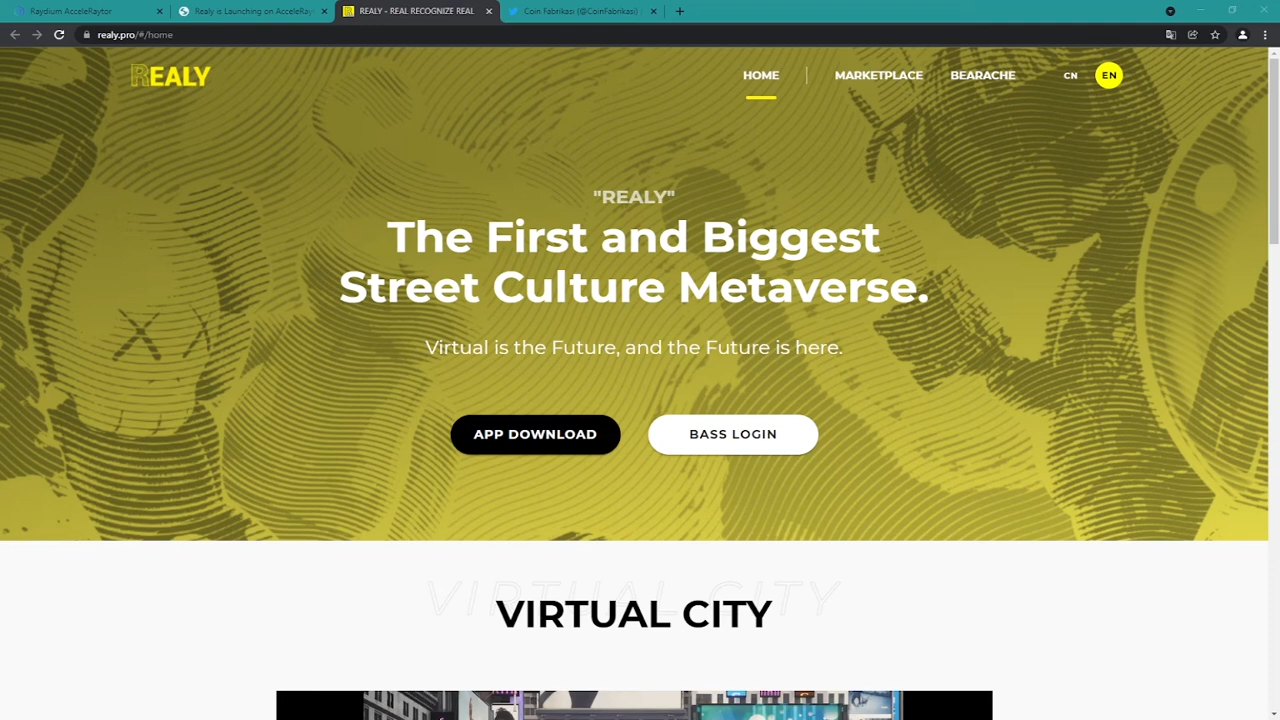 Raydium AcceleRaytor
Realy is Launching on AcceleRayt
REALY - REAL RECOGNIZE REAL
Coin Fabrikası (@CoinFabrikasi)
realy.pro/#/home
REALY
HOME
MARKETPLACE
BEARACHE
CN
EN
"REALY"
The First and Biggest
Street Culture Metaverse.
Virtual is the Future, and the Future is here.
APP DOWNLOAD
BASS LOGIN
VIRTUAL CITY
VIRTUAL CITY